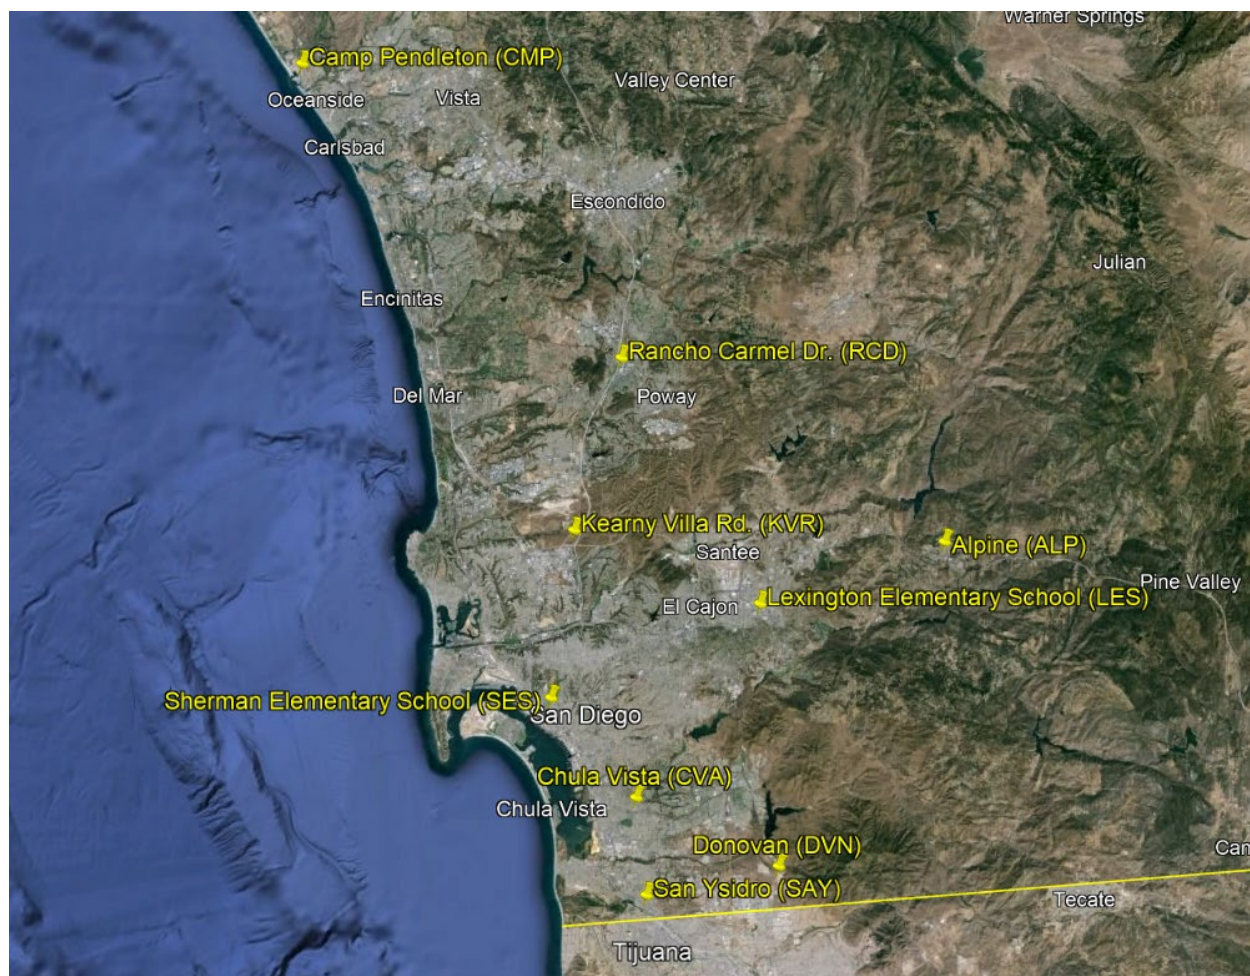 Warner Springs
Camp Pendleton (CMP)
Valley Center
Oceanside
Vista
Carlsbad
Escondido
Julian
Encinitas
Rancho Carmel Dr. (RCD)
Del Mar
Poway
Kearny Villa Rd. (KVR)
Santee
Alpine (ALP)
Pine Valley
Lexington Elementary School (LES)
El Cajon
Sherman Elementary School (SES)
San Diego
Chula Vista (CVA)
Chula Vista
Donovan (DVN)
Cam
San Ysidro (SAY)
Tecate
Tijuana